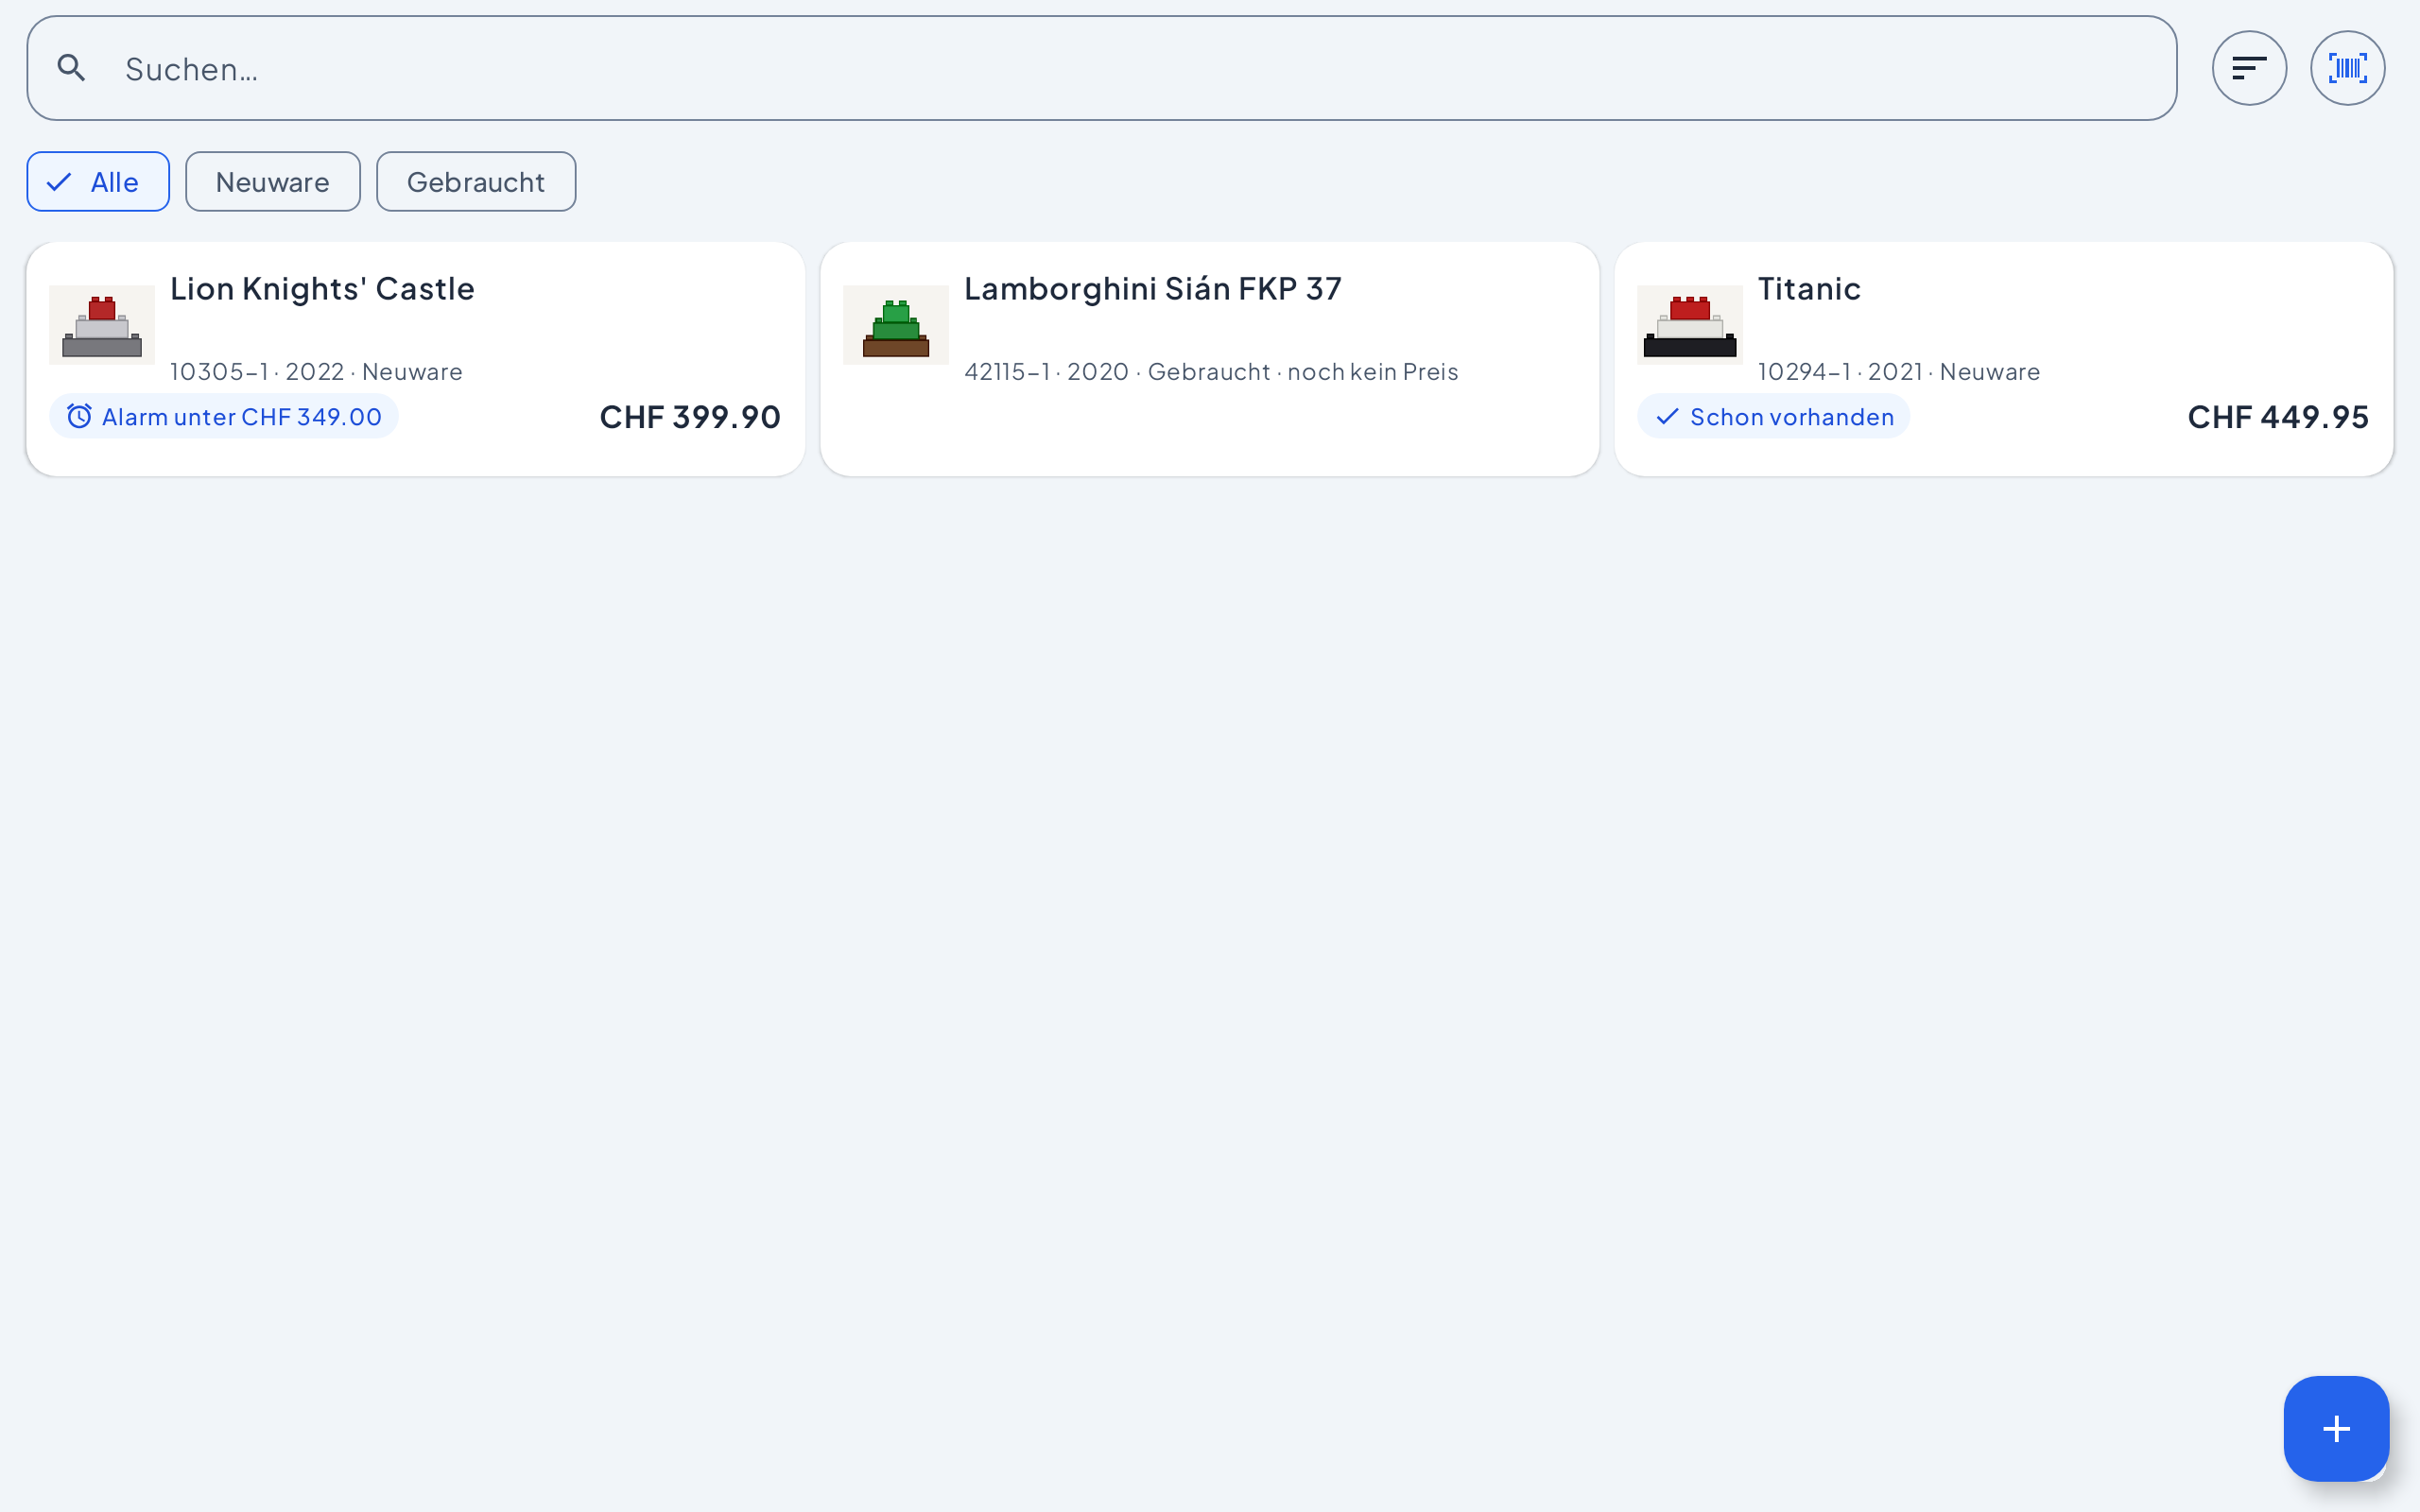 Suchen...
Alle
Neuware
Gebraucht
Lion Knights' Castle
10305-1 · 2022 · Neuware
Alarm unter CHF 349.00
CHF 399.90
Lamborghini Sián FKP 37
42115-1 · 2020 · Gebraucht · noch kein Preis
Titanic
10294-1 · 2021 · Neuware
Schon vorhanden
CHF 449.95